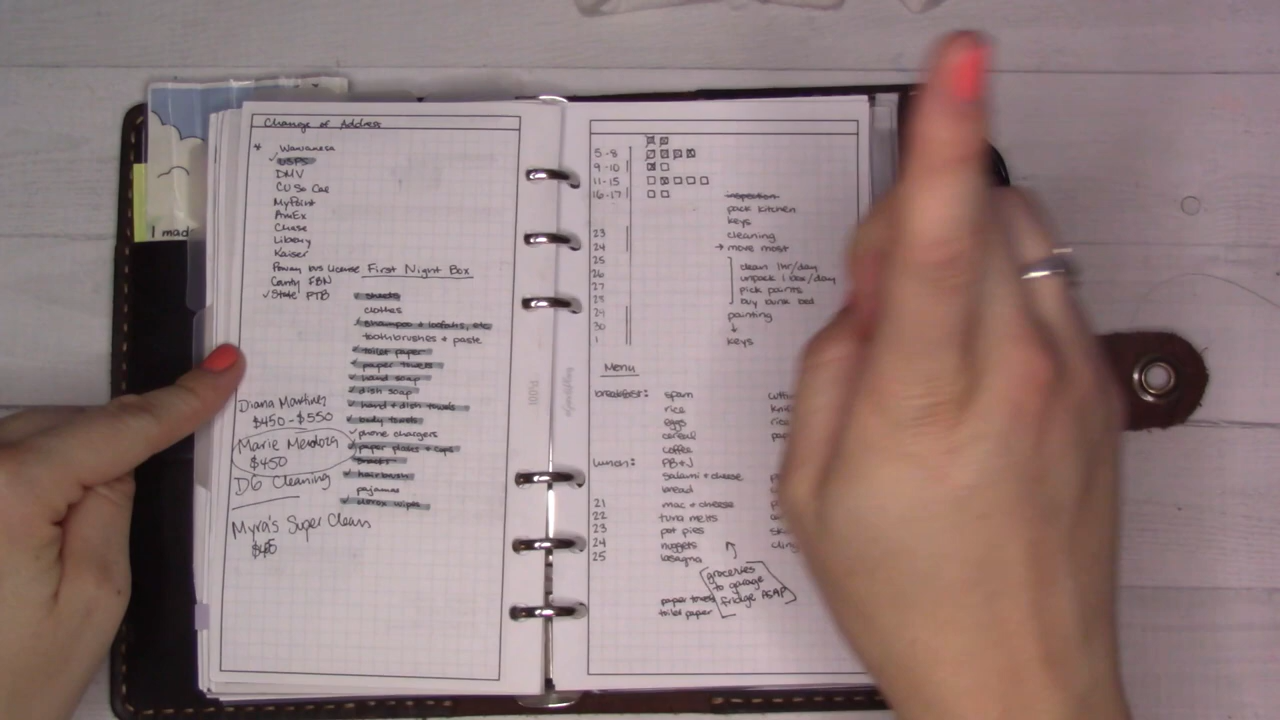 I made
Change of Address
* Wawanesa
✓ USPS
DMV
CU So Cal
MyPoint
AmEx
Chase
Library
Kaiser
Poway bus License
County FBN
✓ State PTB
First Night Box
✓ sheets
clothes
✓ shampoo + loofahs, etc
toothbrushes + paste
✓ toilet paper
✓ paper towels
✓ hand soap
✓ dish soap
✓ hand + dish towels
✓ body towels
✓ phone chargers
✓ paper plates + cups
snacks
✓ hairbrush
pajamas
✓ clorox wipes
Diana Martinez
$450 - $550
Marie Mendoza
$450
DG Cleaning
Myra's Super Clean
5-8
9-10
11-15
16-17
inspection
pack kitchen
keys
23 cleaning
24 → move most
25 clean 1hr/day
26 unpack 1 box/day
27 pick paints
28 buy bunk bed
29 painting
30 ↓
1 keys
Menu
breakfast: spam
rice
eggs
cereal
coffee
lunch: PB+J
salami + cheese
bread
21 mac + cheese
22 tuna melts
23 pot pies
24 nuggets
25 lasagna
groceries
to garage
fridge ASAP
paper towels
toilet paper